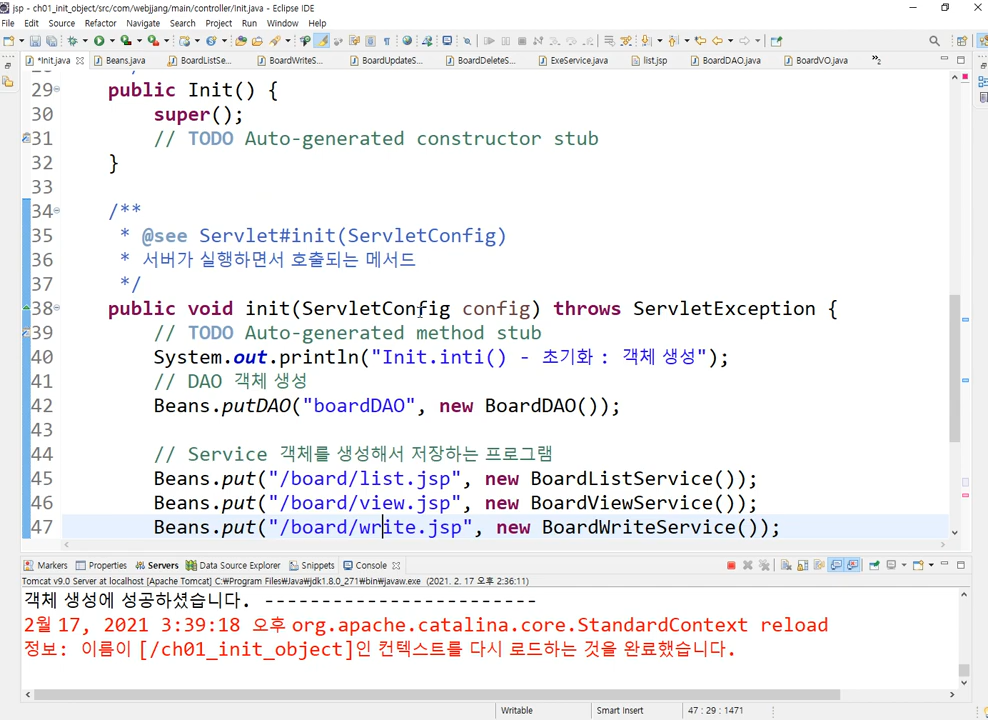 jsp - ch01_init_object/src/com/webjjang/main/controller/Init.java - Eclipse IDE
File Edit Source Refactor Navigate Search Project Run Window Help
*Init.java Beans.java BoardListSe... BoardWriteS... BoardUpdateS... BoardDeleteS... ExeService.java list.jsp BoardDAO.java BoardVO.java »2
29 public Init() {
30 super();
31 // TODO Auto-generated constructor stub
32 }
33
34 /**
35 * @see Servlet#init(ServletConfig)
36 * 서버가 실행하면서 호출되는 메서드
37 */
38 public void init(ServletConfig config) throws ServletException {
39 // TODO Auto-generated method stub
40 System.out.println("Init.inti() - 초기화 : 객체 생성");
41 // DAO 객체 생성
42 Beans.putDAO("boardDAO", new BoardDAO());
43
44 // Service 객체를 생성해서 저장하는 프로그램
45 Beans.put("/board/list.jsp", new BoardListService());
46 Beans.put("/board/view.jsp", new BoardViewService());
47 Beans.put("/board/write.jsp", new BoardWriteService());
Markers Properties Servers Data Source Explorer Snippets Console
Tomcat v9.0 Server at localhost [Apache Tomcat] C:\Program Files\Java\jdk1.8.0_271\bin\javaw.exe (2021. 2. 17 오후 2:36:11)
객체 생성에 성공하셨습니다. ------------------------
2월 17, 2021 3:39:18 오후 org.apache.catalina.core.StandardContext reload
정보: 이름이 [/ch01_init_object]인 컨텍스트를 다시 로드하는 것을 완료했습니다.
Writable Smart Insert 47 : 29 : 1471